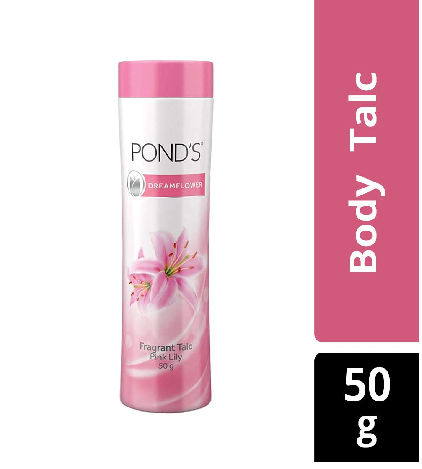 POND'S
DREAMFLOWER
Fragrant Talc
Pink Lily
50 g
Body Talc
50
g